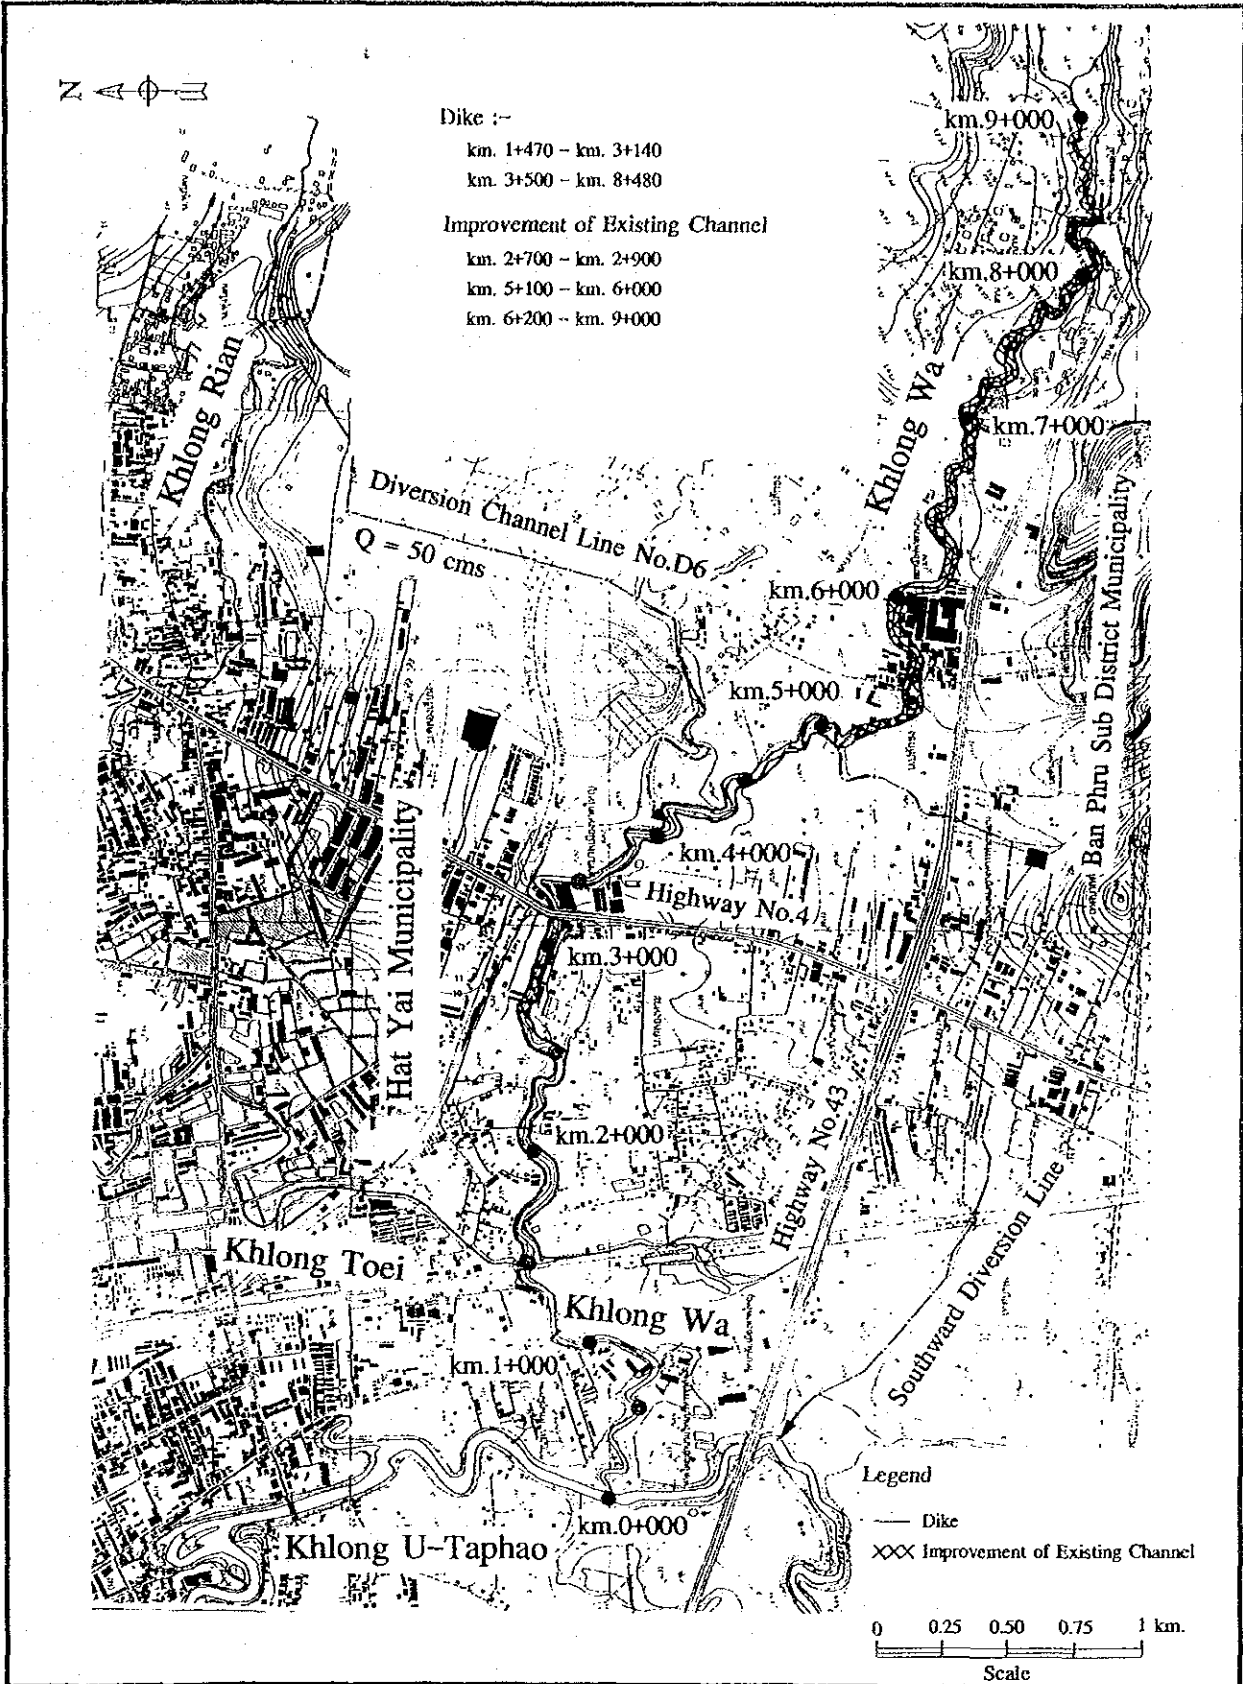 N
Dike :-
km. 1+470 - km. 3+140
km. 3+500 - km. 8+480
Improvement of Existing Channel
km. 2+700 - km. 2+900
km. 5+100 - km. 6+000
km. 6+200 - km. 9+000
km.9+000
km.8+000
Khlong Rian
Khlong Wa
km.7+000
Diversion Channel Line No.D6
Q = 50 cms
km.6+000
Ban Phru Sub District Municipality
km.5+000
Hat Yai Municipality
km.4+000
Highway No.4
km.3+000
km.2+000
Highway No.43
Khlong Toei
Khlong Wa
Southward Diversion Line
km.1+000
km.0+000
Khlong U-Taphao
Legend
Dike
XXX Improvement of Existing Channel
0 0.25 0.50 0.75 1 km.
Scale